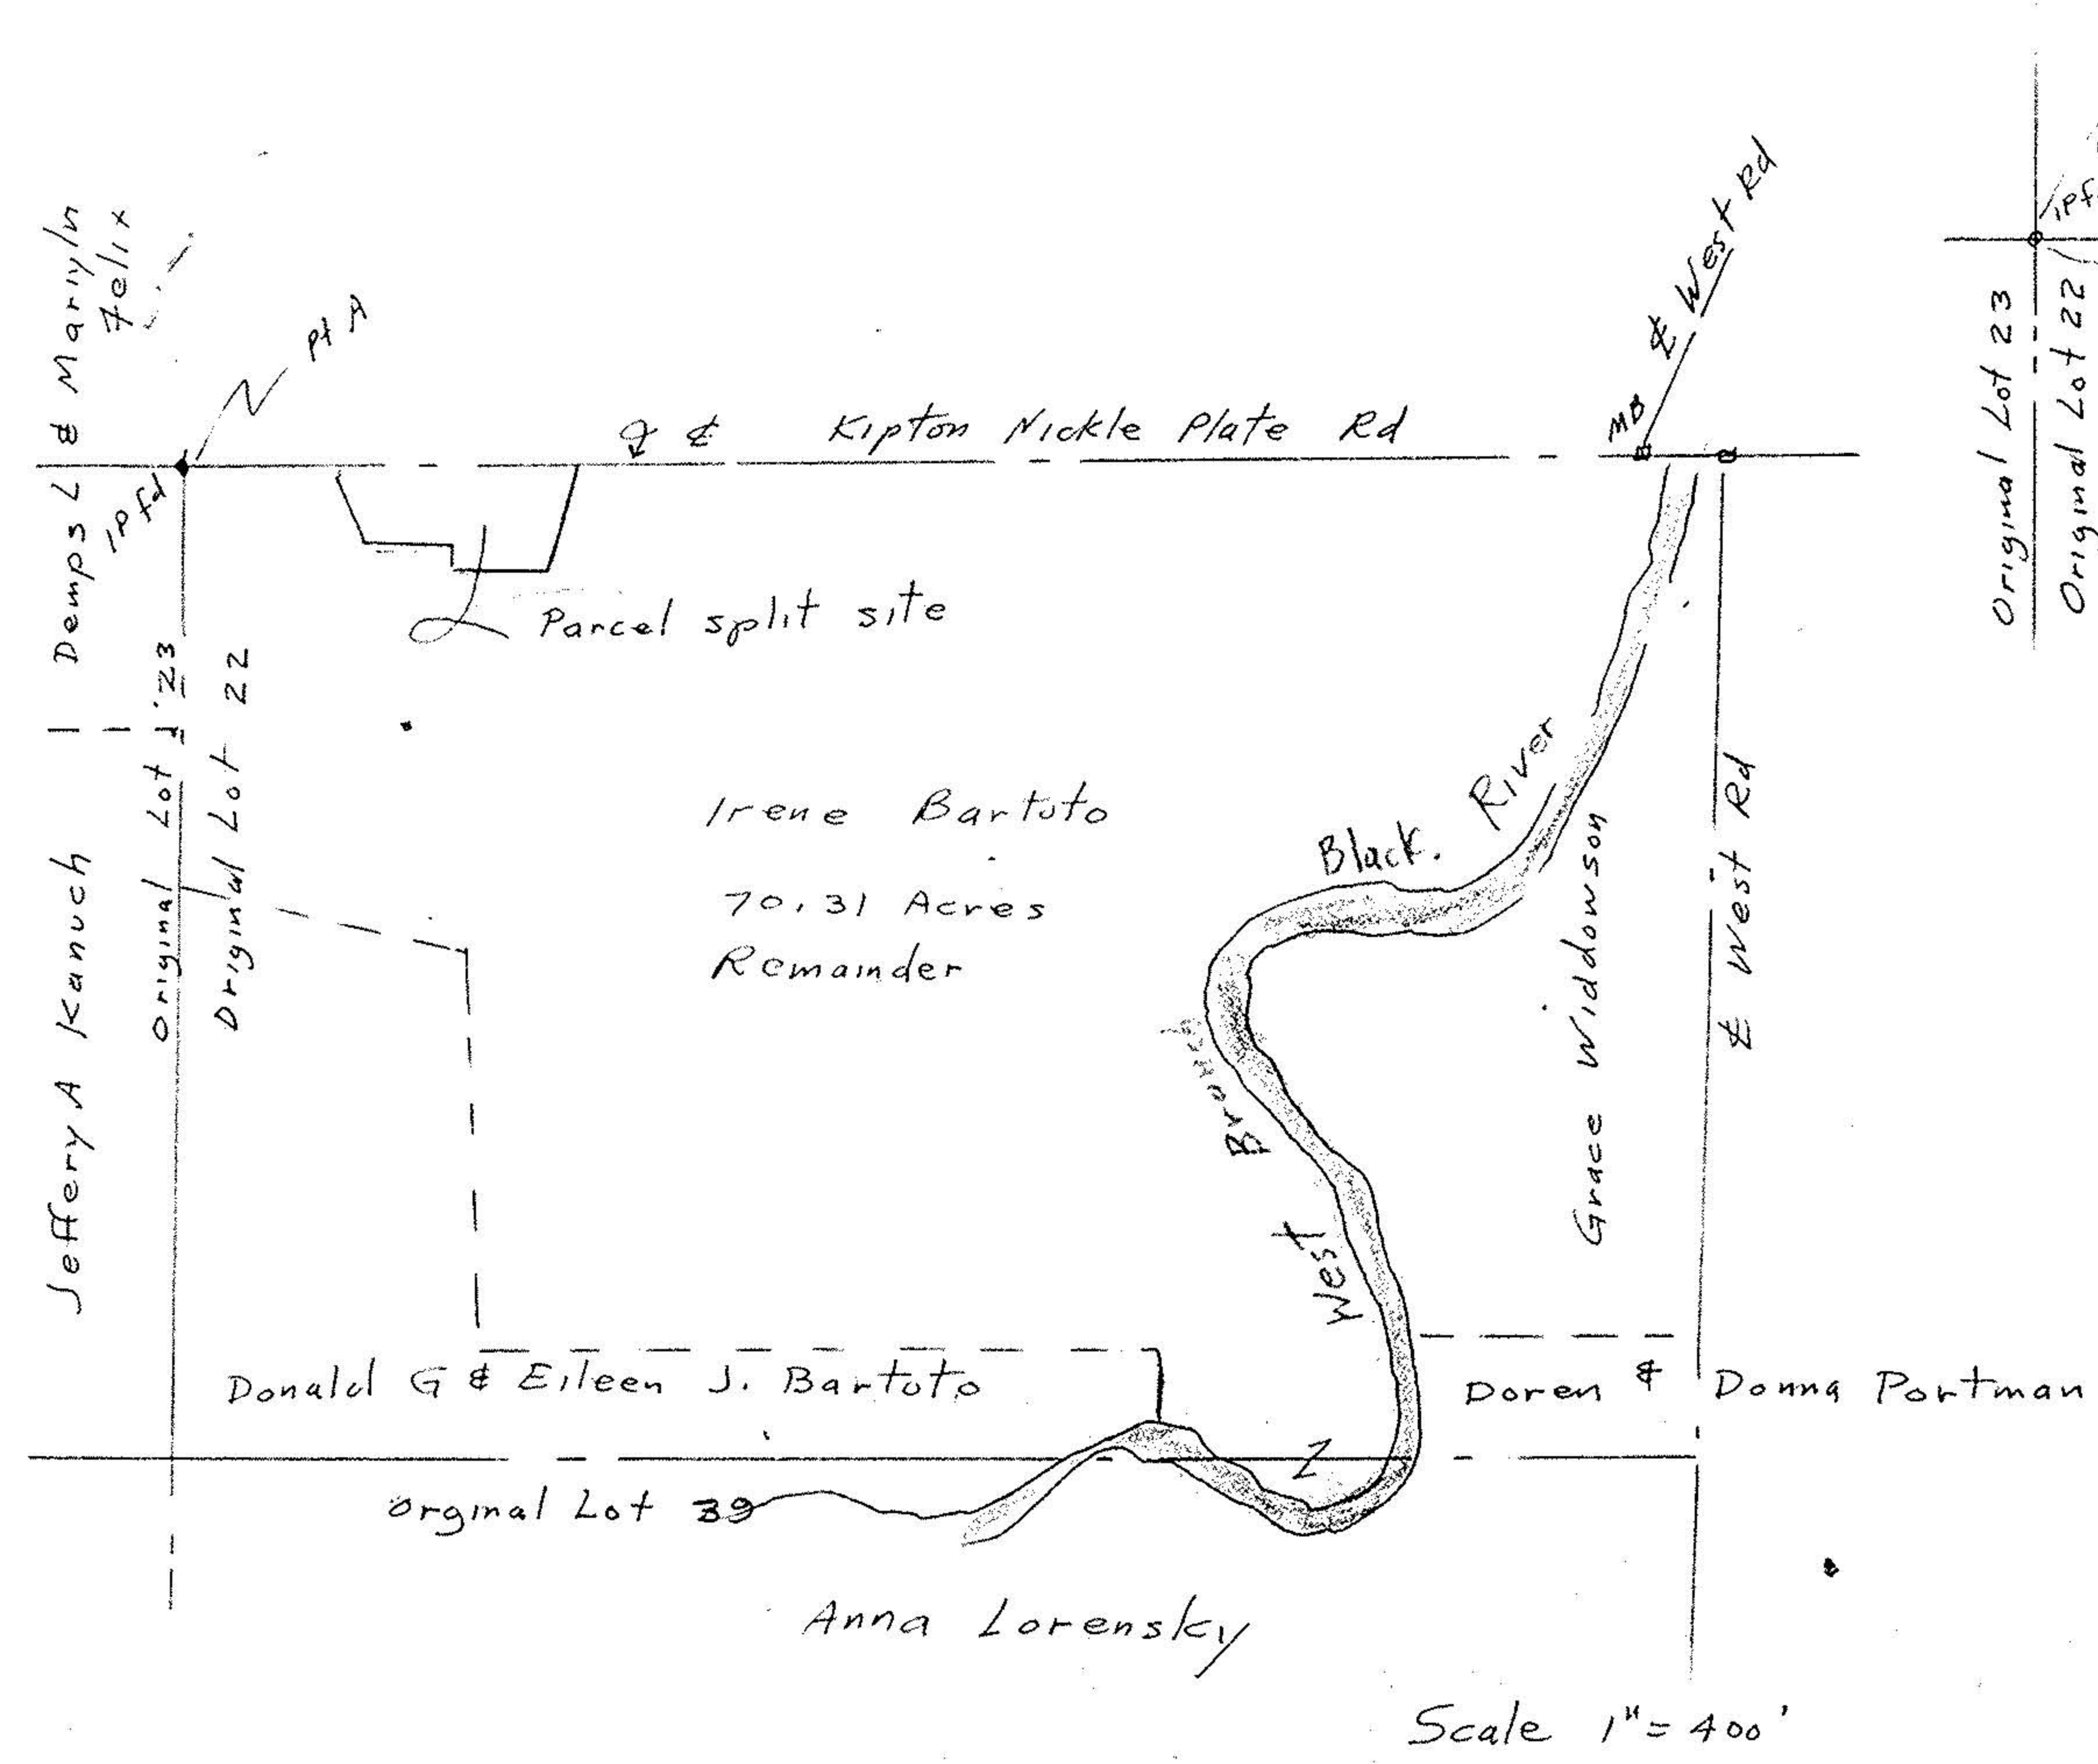 Demps L & Mariyln
Felix
Pt A
ip fd
℄ Kipton Nickle Plate Rd
MB
℄ West Rd
ipf
Original Lot 23
Original Lot 22
Parcel split site
Original Lot 23
Original Lot 22
Jeffery A Kanuch
Irene Bartoto
70.31 Acres
Remainder
Black River
West Branch
Grace Widdowson
℄ West Rd
Donald G & Eileen J. Bartoto
Doren & Donna Portman
Orginal Lot 39
Z
Anna Lorensky
Scale 1" = 400'